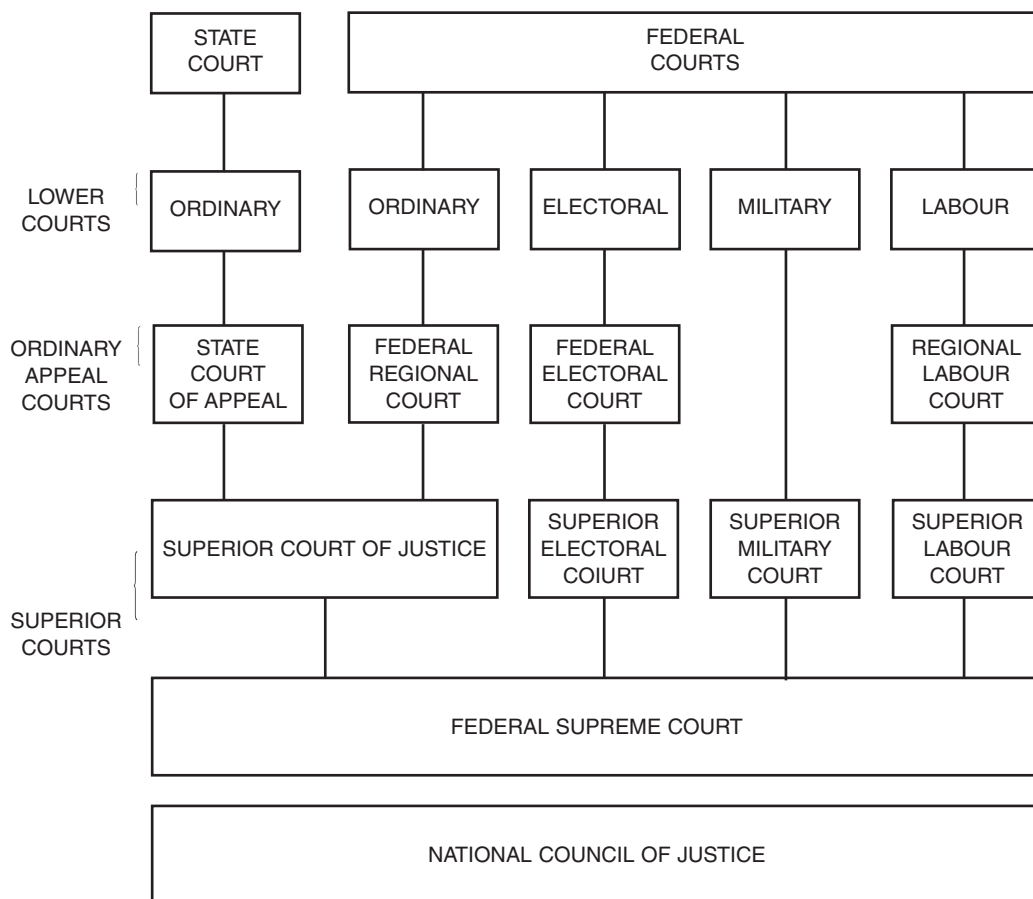 STATE
COURT
FEDERAL
COURTS
LOWER
COURTS
ORDINARY
ORDINARY
ELECTORAL
MILITARY
LABOUR
ORDINARY
APPEAL
COURTS
STATE
COURT
OF APPEAL
FEDERAL
REGIONAL
COURT
FEDERAL
ELECTORAL
COURT
REGIONAL
LABOUR
COURT
SUPERIOR
COURTS
SUPERIOR COURT OF JUSTICE
SUPERIOR
ELECTORAL
COIURT
SUPERIOR
MILITARY
COURT
SUPERIOR
LABOUR
COURT
FEDERAL SUPREME COURT
NATIONAL COUNCIL OF JUSTICE